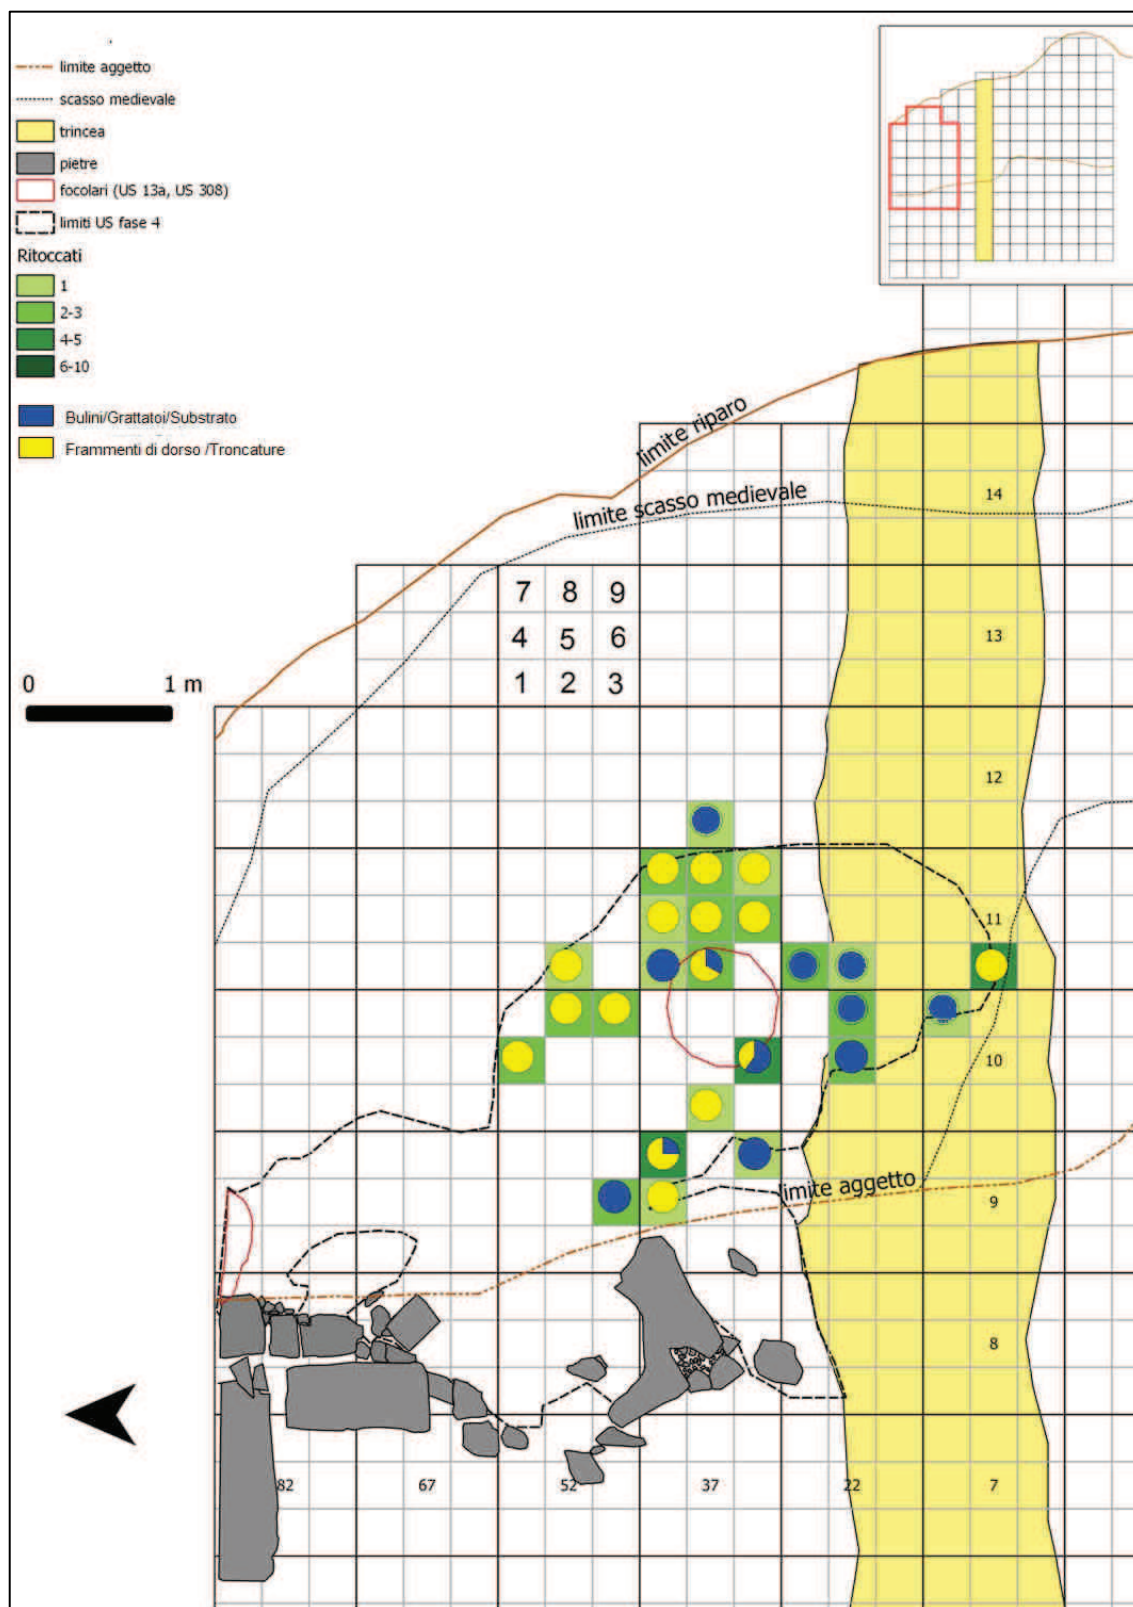 limite aggetto
scasso medievale
trincea
pietre
focolari (US 13a, US 308)
limiti US fase 4
Ritoccati
1
2-3
4-5
6-10
Bulini/Grattatoi/Substrato
Frammenti di dorso /Troncature
limite riparo
limite scasso medievale
14
7 8 9
4 5 6
1 2 3
13
0 1 m
12
11
10
limite aggetto
9
8
82 67 52 37 22 7